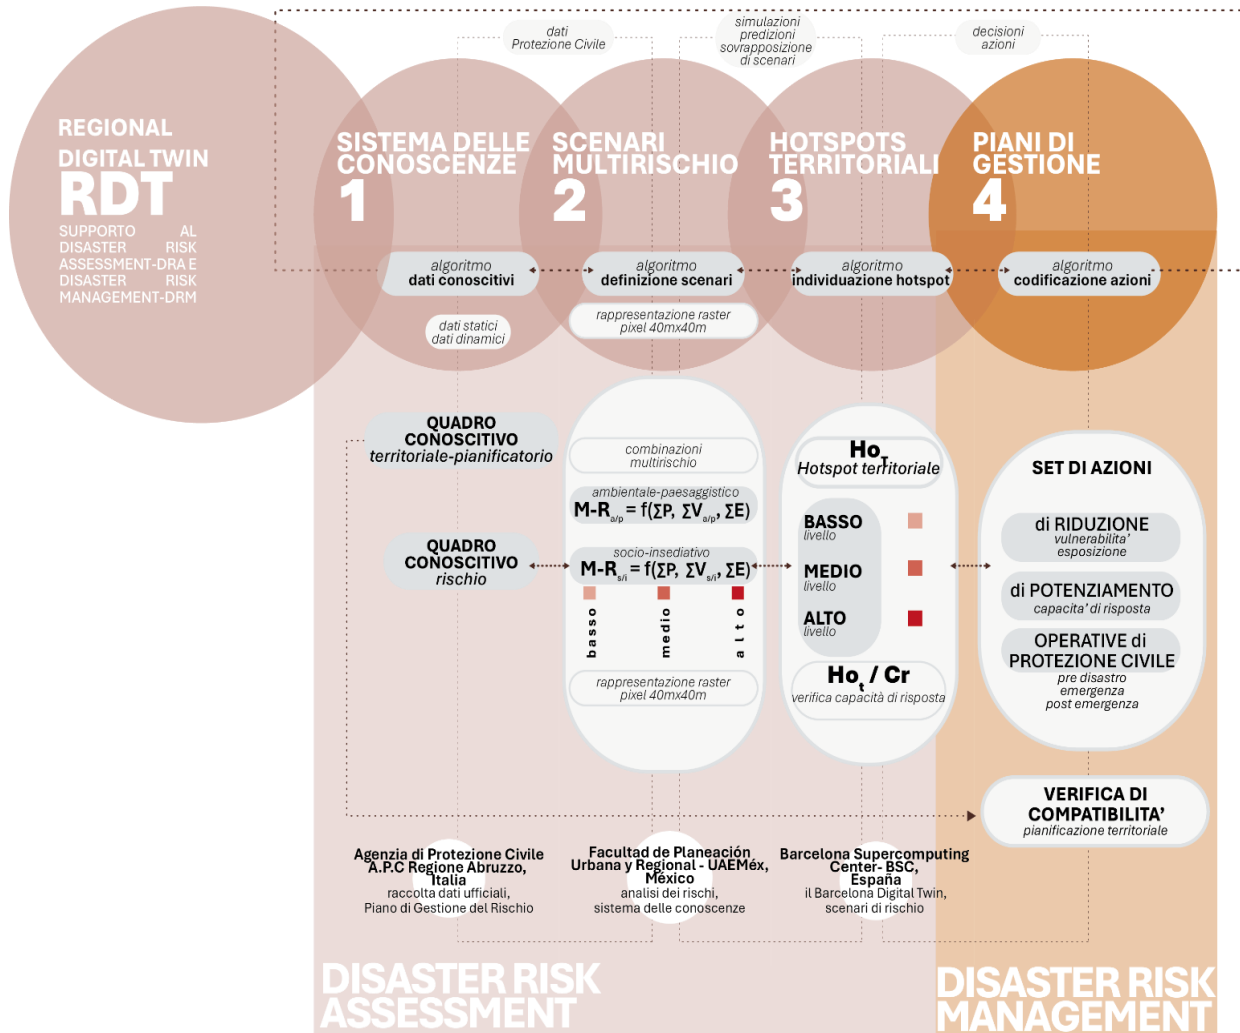 dati
Protezione Civile
simulazioni
predizioni
sovrapposizione
di scenari
decisioni
azioni
REGIONAL
DIGITAL TWIN
RDT
SUPPORTO AL
DISASTER RISK
ASSESSMENT-DRA E
DISASTER RISK
MANAGEMENT-DRM
SISTEMA DELLE
CONOSCENZE
1
SCENARI
MULTIRISCHIO
2
HOTSPOTS
TERRITORIALI
3
PIANI DI
GESTIONE
4
algoritmo
dati conoscitivi
algoritmo
definizione scenari
algoritmo
individuazione hotspot
algoritmo
codificazione azioni
dati statici
dati dinamici
rappresentazione raster
pixel 40mx40m
QUADRO
CONOSCITIVO
territoriale-pianificatorio
QUADRO
CONOSCITIVO
rischio
combinazioni
multirischio
ambientale-paesaggistico
M-Ra/p = f(∑P, ∑Va/p, ∑E)
socio-insediativo
M-Rs/i = f(∑P, ∑Vs/i, ∑E)
basso
medio
alto
rappresentazione raster
pixel 40mx40m
HoT
Hotspot territoriale
BASSO
livello
MEDIO
livello
ALTO
livello
Hot / Cr
verifica capacità di risposta
SET DI AZIONI
di RIDUZIONE
vulnerabilita'
esposizione
di POTENZIAMENTO
capacita' di risposta
OPERATIVE di
PROTEZIONE CIVILE
pre disastro
emergenza
post emergenza
VERIFICA DI
COMPATIBILITA'
pianificazione territoriale
Agenzia di Protezione Civile
A.P.C Regione Abruzzo,
Italia
raccolta dati ufficiali,
Piano di Gestione del Rischio
Facultad de Planeación
Urbana y Regional - UAEMéx,
México
analisi dei rischi,
sistema delle conoscenze
Barcelona Supercomputing
Center- BSC,
España
il Barcelona Digital Twin,
scenari di rischio
DISASTER RISK
ASSESSMENT
DISASTER RISK
MANAGEMENT